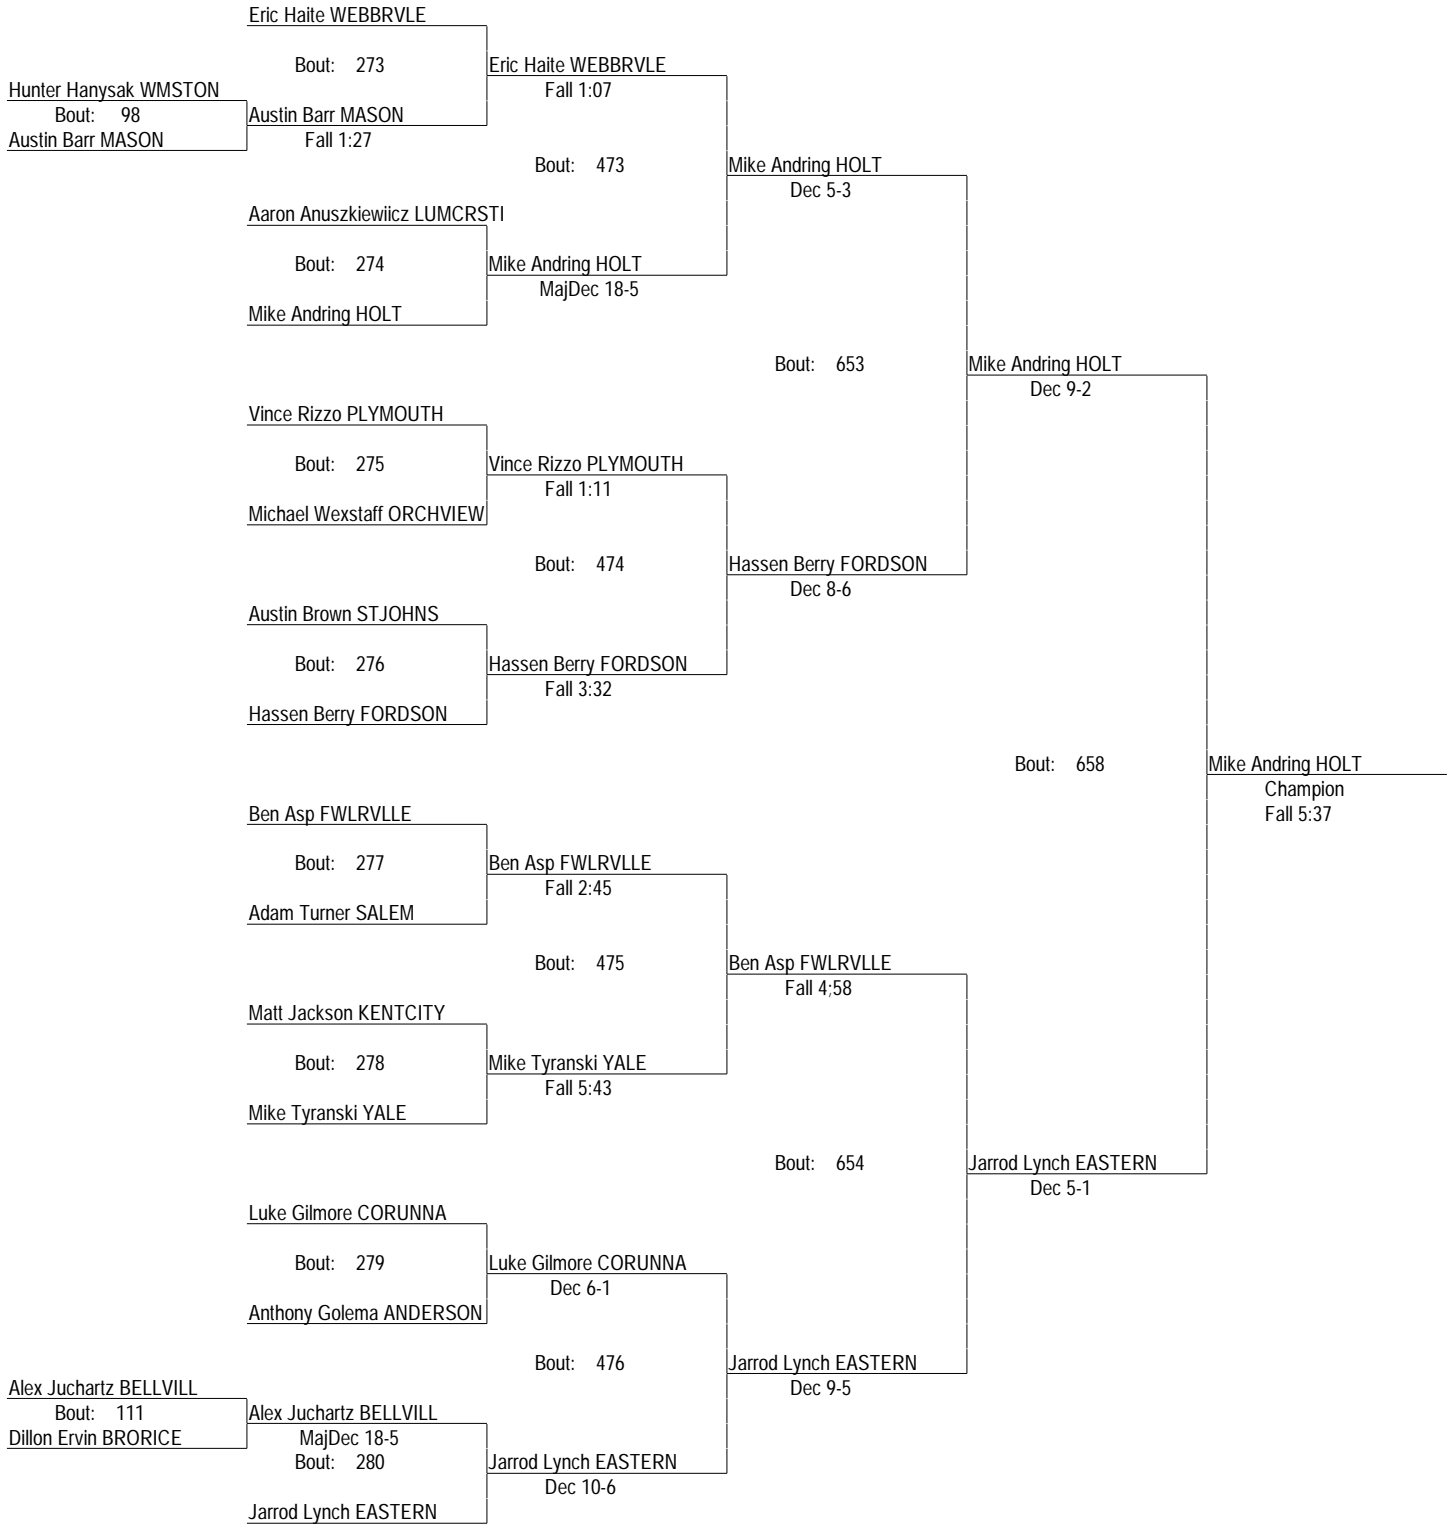 Eric Haite WEBBRVLE
Bout: 273
Eric Haite WEBBRVLE
Fall 1:07
Hunter Hanysak WMSTON
Bout: 98
Austin Barr MASON
Austin Barr MASON
Fall 1:27
Bout: 473
Mike Andring HOLT
Dec 5-3
Aaron Anuszkiewiicz LUMCRSTI
Bout: 274
Mike Andring HOLT
MajDec 18-5
Mike Andring HOLT
Bout: 653
Mike Andring HOLT
Dec 9-2
Vince Rizzo PLYMOUTH
Bout: 275
Vince Rizzo PLYMOUTH
Fall 1:11
Michael Wexstaff ORCHVIEW
Bout: 474
Hassen Berry FORDSON
Dec 8-6
Austin Brown STJOHNS
Bout: 276
Hassen Berry FORDSON
Fall 3:32
Hassen Berry FORDSON
Bout: 658
Mike Andring HOLT
Champion
Fall 5:37
Ben Asp FWLRVLLE
Bout: 277
Ben Asp FWLRVLLE
Fall 2:45
Adam Turner SALEM
Bout: 475
Ben Asp FWLRVLLE
Fall 4;58
Matt Jackson KENTCITY
Bout: 278
Mike Tyranski YALE
Fall 5:43
Mike Tyranski YALE
Bout: 654
Jarrod Lynch EASTERN
Dec 5-1
Luke Gilmore CORUNNA
Bout: 279
Luke Gilmore CORUNNA
Dec 6-1
Anthony Golema ANDERSON
Bout: 476
Jarrod Lynch EASTERN
Dec 9-5
Alex Juchartz BELLVILL
Bout: 111
Dillon Ervin BRORICE
Alex Juchartz BELLVILL
MajDec 18-5
Bout: 280
Jarrod Lynch EASTERN
Dec 10-6
Jarrod Lynch EASTERN